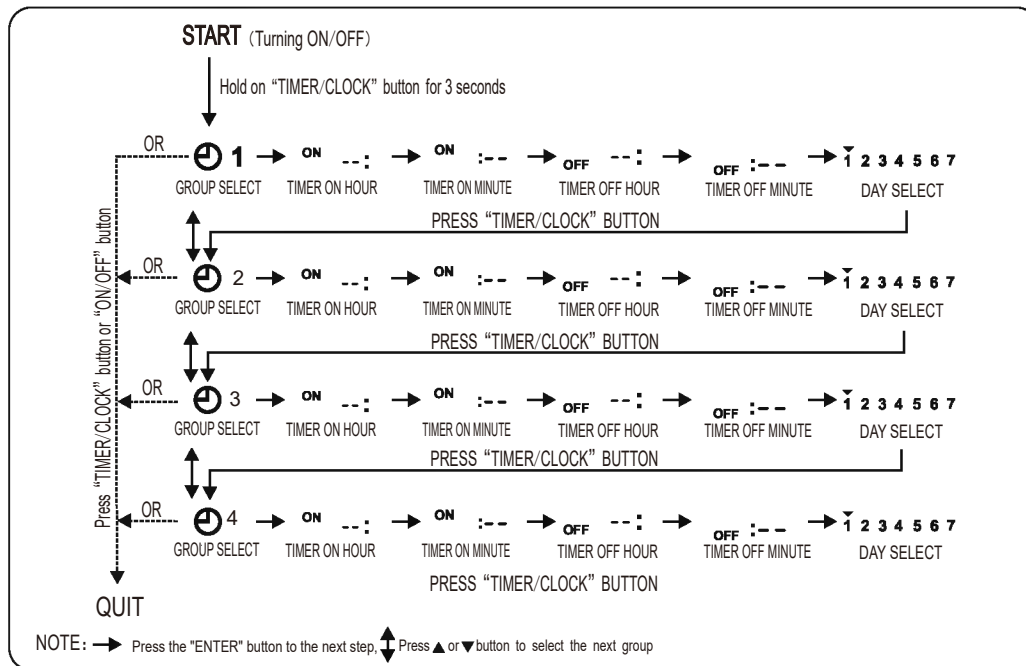 START (Turning ON/OFF)
Hold on “TIMER/CLOCK” button for 3 seconds
OR
1 ON --: ON :-- OFF --: OFF :-- 1 2 3 4 5 6 7
GROUP SELECT TIMER ON HOUR TIMER ON MINUTE TIMER OFF HOUR TIMER OFF MINUTE DAY SELECT
PRESS “TIMER/CLOCK” BUTTON
OR
2 ON --: ON :-- OFF --: OFF :-- 1 2 3 4 5 6 7
GROUP SELECT TIMER ON HOUR TIMER ON MINUTE TIMER OFF HOUR TIMER OFF MINUTE DAY SELECT
PRESS “TIMER/CLOCK” BUTTON
OR
3 ON --: ON :-- OFF --: OFF :-- 1 2 3 4 5 6 7
GROUP SELECT TIMER ON HOUR TIMER ON MINUTE TIMER OFF HOUR TIMER OFF MINUTE DAY SELECT
PRESS “TIMER/CLOCK” BUTTON
OR
4 ON --: ON :-- OFF --: OFF :-- 1 2 3 4 5 6 7
GROUP SELECT TIMER ON HOUR TIMER ON MINUTE TIMER OFF HOUR TIMER OFF MINUTE DAY SELECT
PRESS “TIMER/CLOCK” BUTTON
Press “TIMER/CLOCK” button or “ON/OFF” button
QUIT
NOTE: → Press the "ENTER" button to the next step, ↕ Press ▲ or ▼ button to select the next group